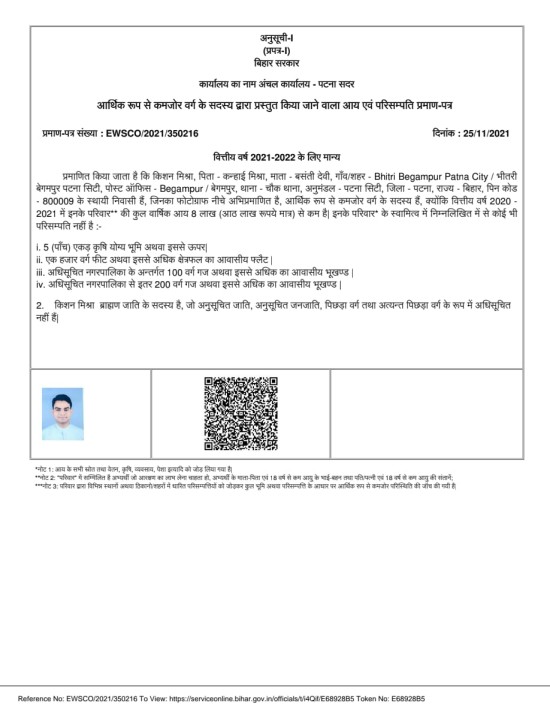 अनुसूची-I
(प्रपत्र-I)
बिहार सरकार
कार्यालय का नाम अंचल कार्यालय - पटना सदर
आर्थिक रूप से कमजोर वर्ग के सदस्य द्वारा प्रस्तुत किया जाने वाला आय एवं परिसम्पति प्रमाण-पत्र
प्रमाण-पत्र संख्या : EWSCO/2021/350216 दिनांक : 25/11/2021
वित्तीय वर्ष 2021-2022 के लिए मान्य
प्रमाणित किया जाता है कि किशन मिश्रा, पिता - कन्हाई मिश्रा, माता - बसंती देवी, गाँव/शहर - Bhitri Begampur Patna City / भीतरी
बेगमपुर पटना सिटी, पोस्ट ऑफिस - Begampur / बेगमपुर, थाना - चौक थाना, अनुमंडल - पटना सिटी, जिला - पटना, राज्य - बिहार, पिन कोड
- 800009 के स्थायी निवासी हैं, जिनका फोटोग्राफ नीचे अभिप्रमाणित है, आर्थिक रूप से कमजोर वर्ग के सदस्य हैं, क्योंकि वित्तीय वर्ष 2020 -
2021 में इनके परिवार** की कुल वार्षिक आय 8 लाख (आठ लाख रूपये मात्र) से कम है| इनके परिवार* के स्वामित्व में निम्नलिखित में से कोई भी
परिसम्पति नहीं है :-
i. 5 (पाँच) एकड़ कृषि योग्य भूमि अथवा इससे ऊपर|
ii. एक हजार वर्ग फीट अथवा इससे अधिक क्षेत्रफल का आवासीय फ्लैट |
iii. अधिसूचित नगरपालिका के अन्तर्गत 100 वर्ग गज अथवा इससे अधिक का आवासीय भूखण्ड |
iv. अधिसूचित नगरपालिका से इतर 200 वर्ग गज अथवा इससे अधिक का आवासीय भूखण्ड |
2. किशन मिश्रा ब्राह्मण जाति के सदस्य है, जो अनुसूचित जाति, अनुसूचित जनजाति, पिछड़ा वर्ग तथा अत्यन्त पिछड़ा वर्ग के रूप में अधिसूचित
नहीं हैं|
*नोट 1: आय के सभी स्रोत तथा वेतन, कृषि, व्यवसाय, पेशा इत्यादि को जोड़ लिया गया है|
**नोट 2: "परिवार" में सम्मिलित हैं अभ्यर्थी जो आरक्षण का लाभ लेना चाहता हो, अभ्यर्थी के माता-पिता एवं 18 वर्ष से कम आयु के भाई-बहन तथा पति/पत्नी एवं 18 वर्ष से कम आयु की संतानें;
***नोट 3: परिवार द्वारा विभिन्न स्थानों अथवा ठिकानों/शहरों में धारित परिसम्पत्तियों को जोड़कर कुल भूमि अथवा परिसम्पत्ति के आधार पर आर्थिक रूप से कमजोर परिस्थिति की जाँच की गयी है|
Reference No: EWSCO/2021/350216 To View: https://serviceonline.bihar.gov.in/officials/t/i4Qif/E68928B5 Token No: E68928B5